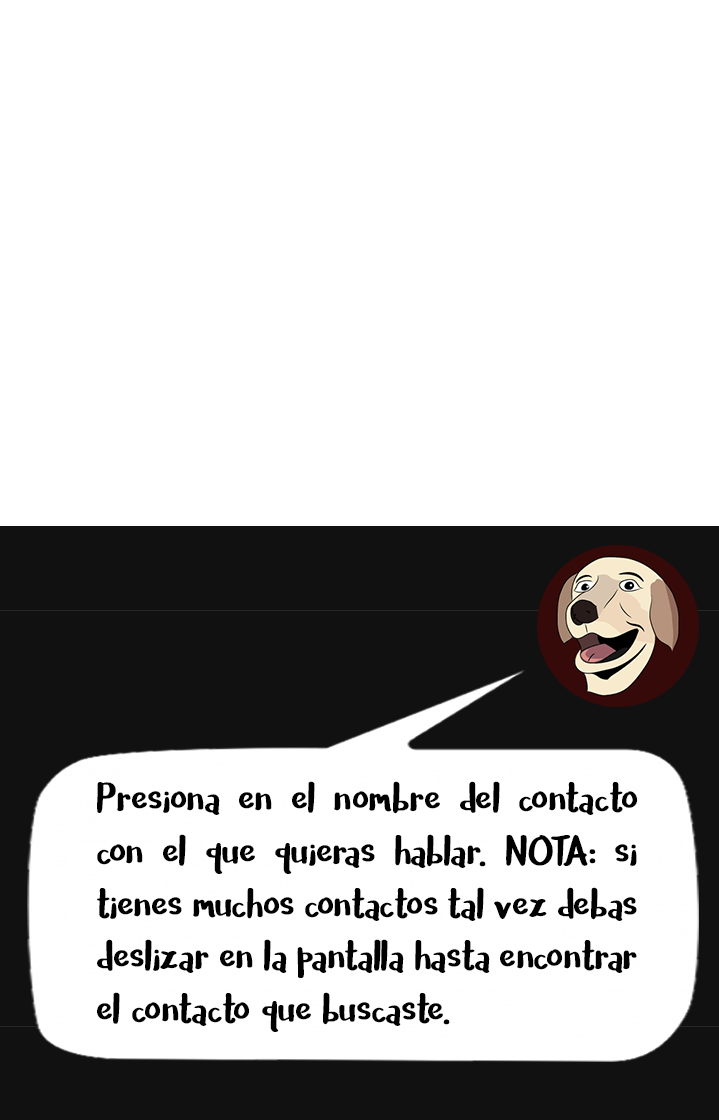 Presiona en el nombre del contacto
con el que quieras hablar. NOTA: si
tienes muchos contactos tal vez debas
deslizar en la pantalla hasta encontrar
el contacto que buscaste.